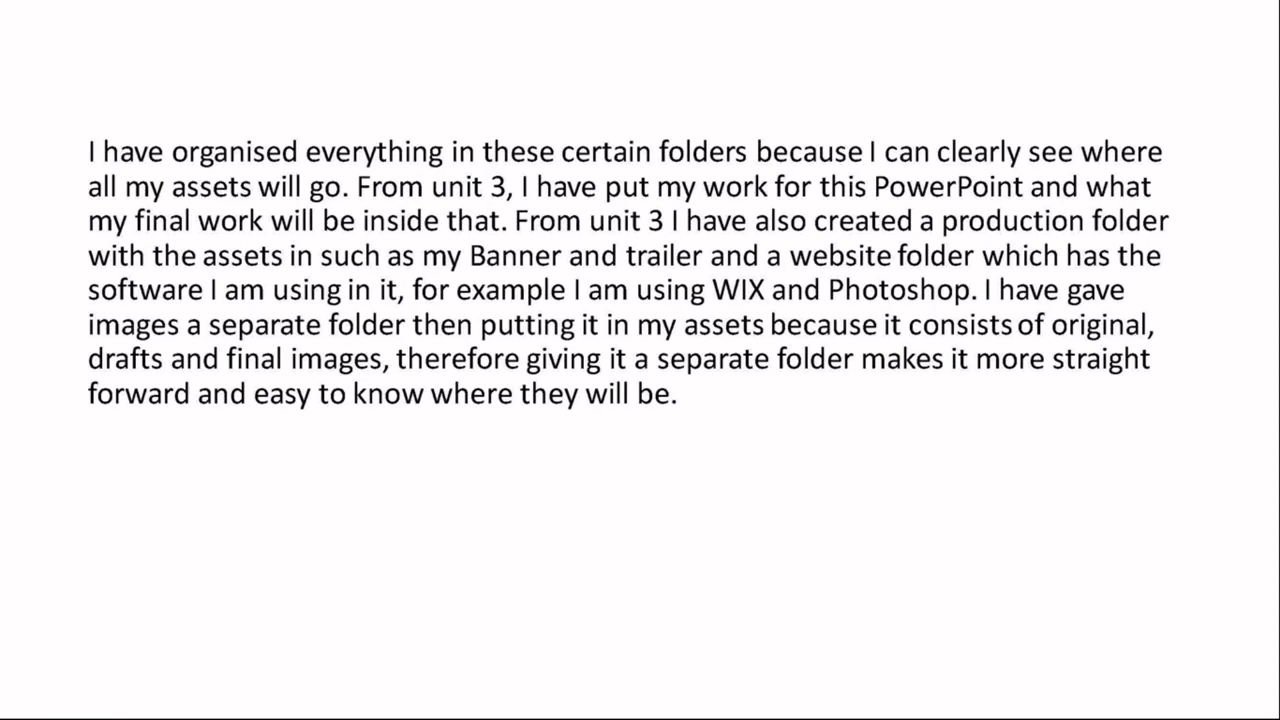 I have organised everything in these certain folders because I can clearly see where
all my assets will go. From unit 3, I have put my work for this PowerPoint and what
my final work will be inside that. From unit 3 I have also created a production folder
with the assets in such as my Banner and trailer and a website folder which has the
software I am using in it, for example I am using WIX and Photoshop. I have gave
images a separate folder then putting it in my assets because it consists of original,
drafts and final images, therefore giving it a separate folder makes it more straight
forward and easy to know where they will be.